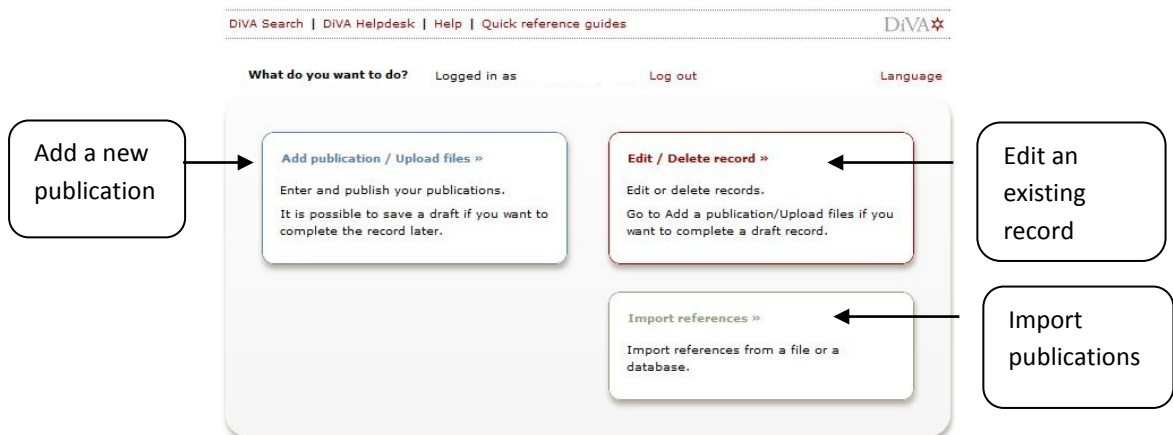 DiVA Search | DiVA Helpdesk | Help | Quick reference guides
DiVA
What do you want to do? Logged in as Log out Language
Add a new
publication
Add publication / Upload files »
Enter and publish your publications.
It is possible to save a draft if you want to
complete the record later.
Edit / Delete record »
Edit or delete records.
Go to Add a publication/Upload files if you
want to complete a draft record.
Edit an
existing
record
Import references »
Import references from a file or a
database.
Import
publications